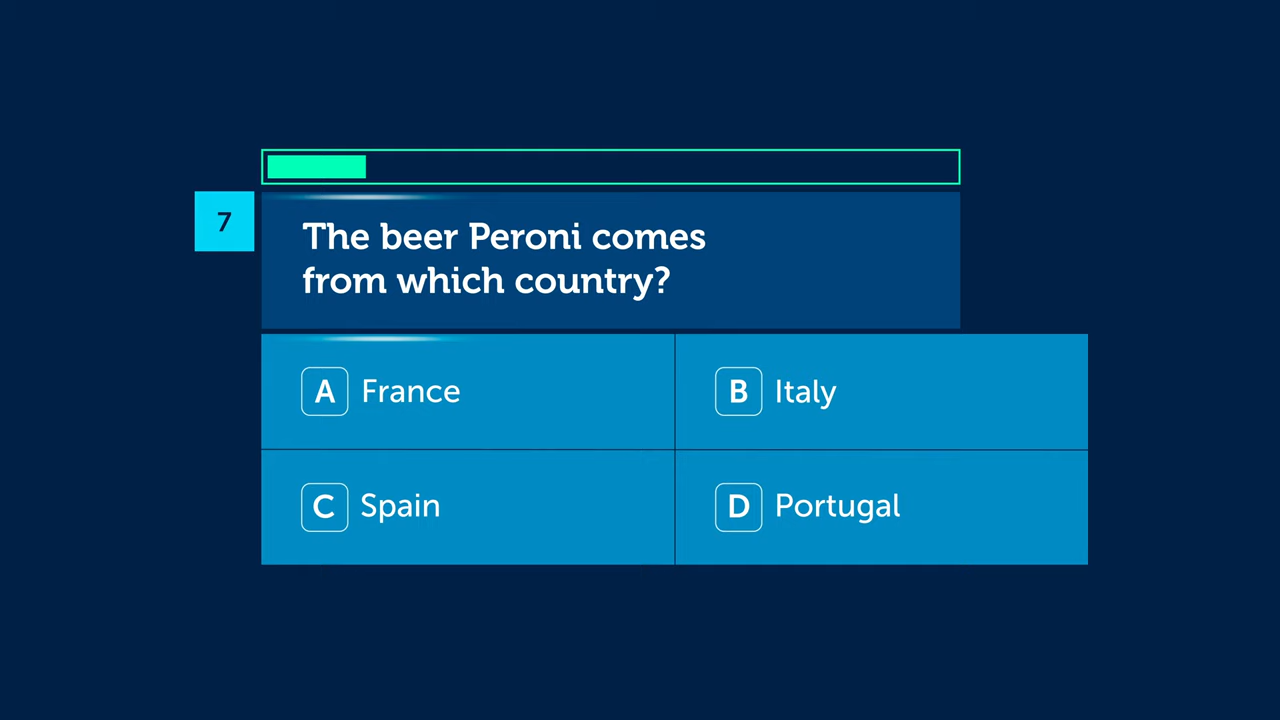 7
The beer Peroni comes
from which country?
A France
B Italy
C Spain
D Portugal